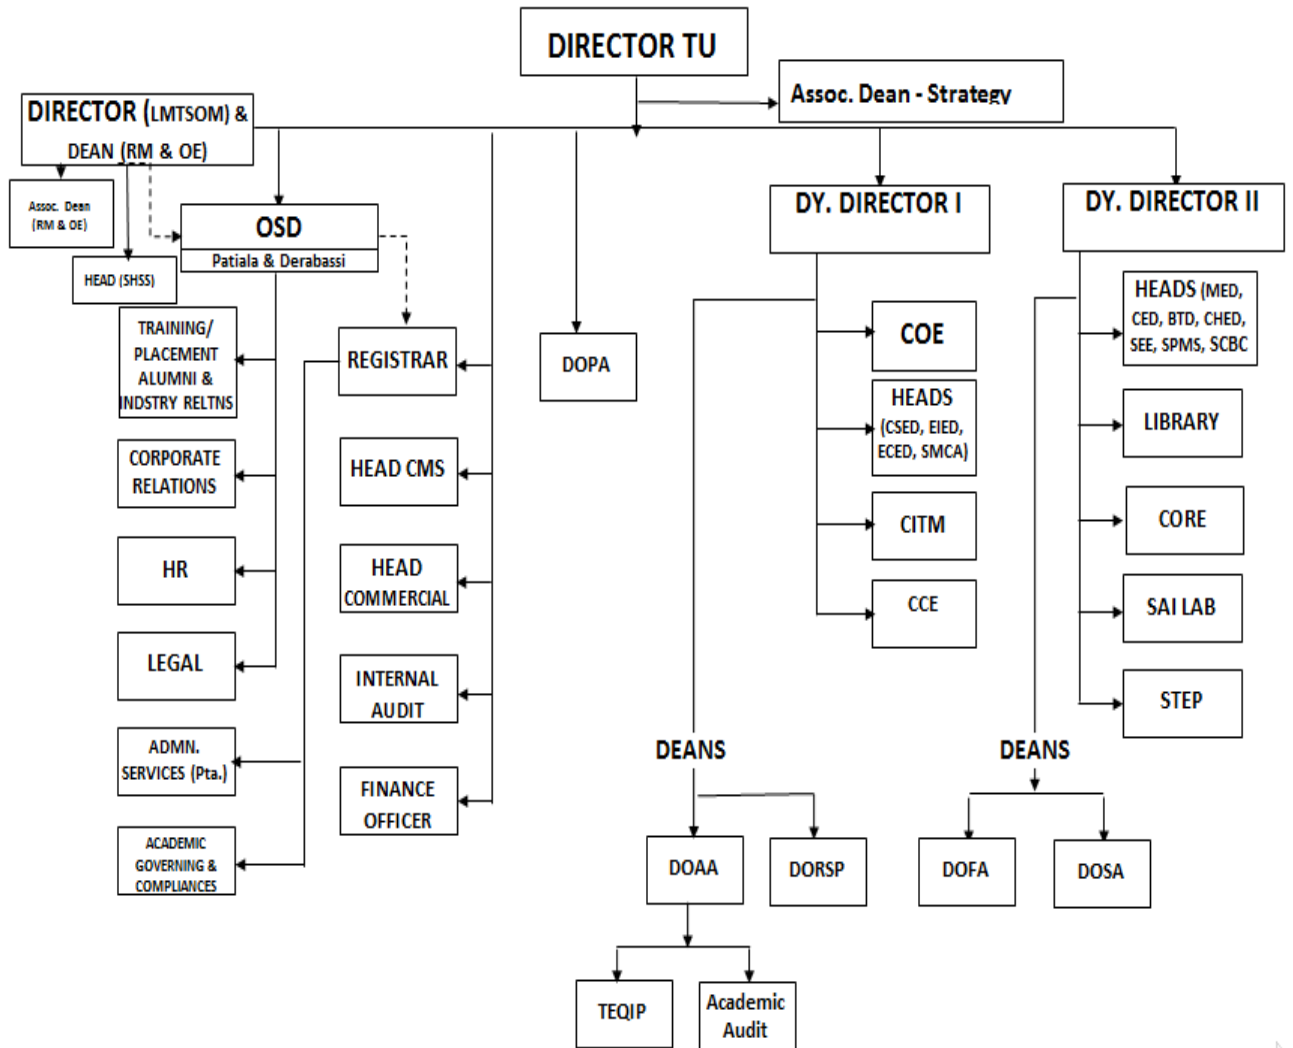 DIRECTOR TU
Assoc. Dean - Strategy
DIRECTOR (LMTSOM) &
DEAN (RM & OE)
Assoc. Dean
(RM & OE)
HEAD (SHSS)
OSD
Patiala & Derabassi
DY. DIRECTOR I
DY. DIRECTOR II
TRAINING/
PLACEMENT
ALUMNI &
INDSTRY RELTNS
CORPORATE
RELATIONS
HR
LEGAL
ADMN.
SERVICES (Pta.)
ACADEMIC
GOVERNING &
COMPLIANCES
REGISTRAR
HEAD CMS
HEAD
COMMERCIAL
INTERNAL
AUDIT
FINANCE
OFFICER
DOPA
COE
HEADS
(CSED, EIED,
ECED, SMCA)
CITM
CCE
HEADS (MED,
CED, BTD, CHED,
SEE, SPMS, SCBC
LIBRARY
CORE
SAI LAB
STEP
DEANS
DOAA
DORSP
TEQIP
Academic
Audit
DEANS
DOFA
DOSA